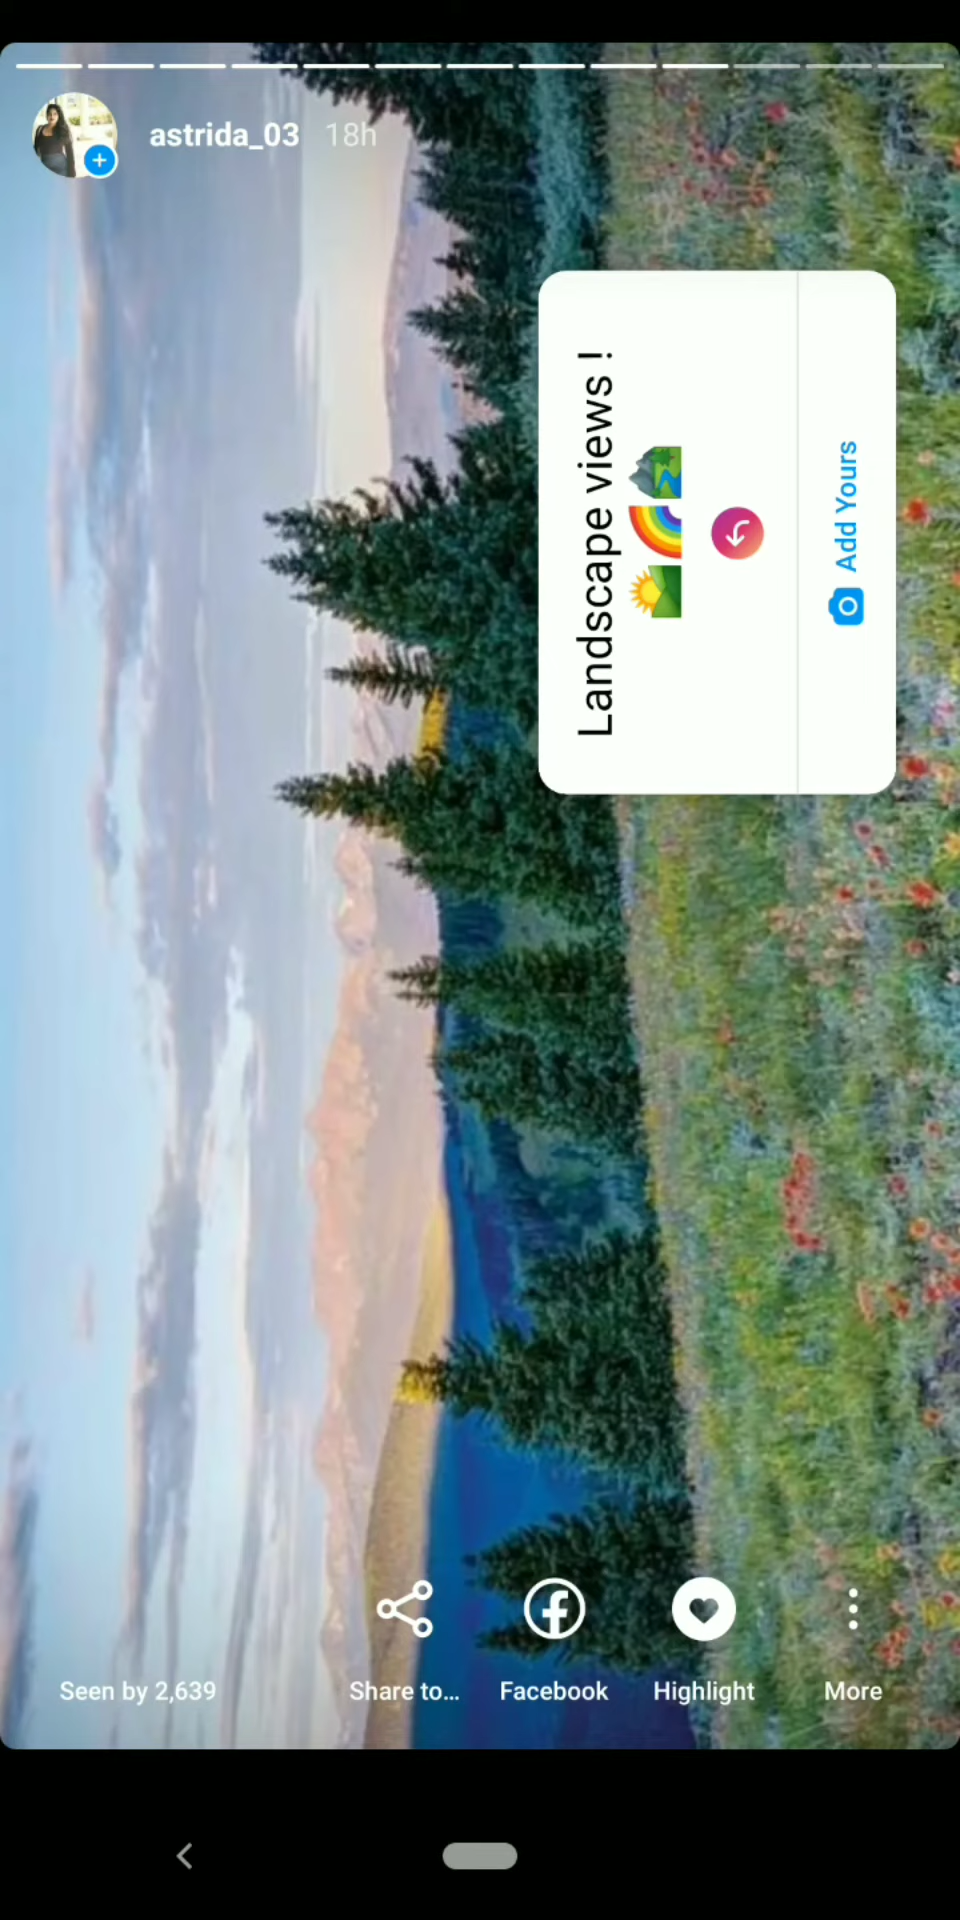 astrida_03 18h
Landscape views !
Add Yours
Seen by 2,639
Share to...
Facebook
Highlight
More